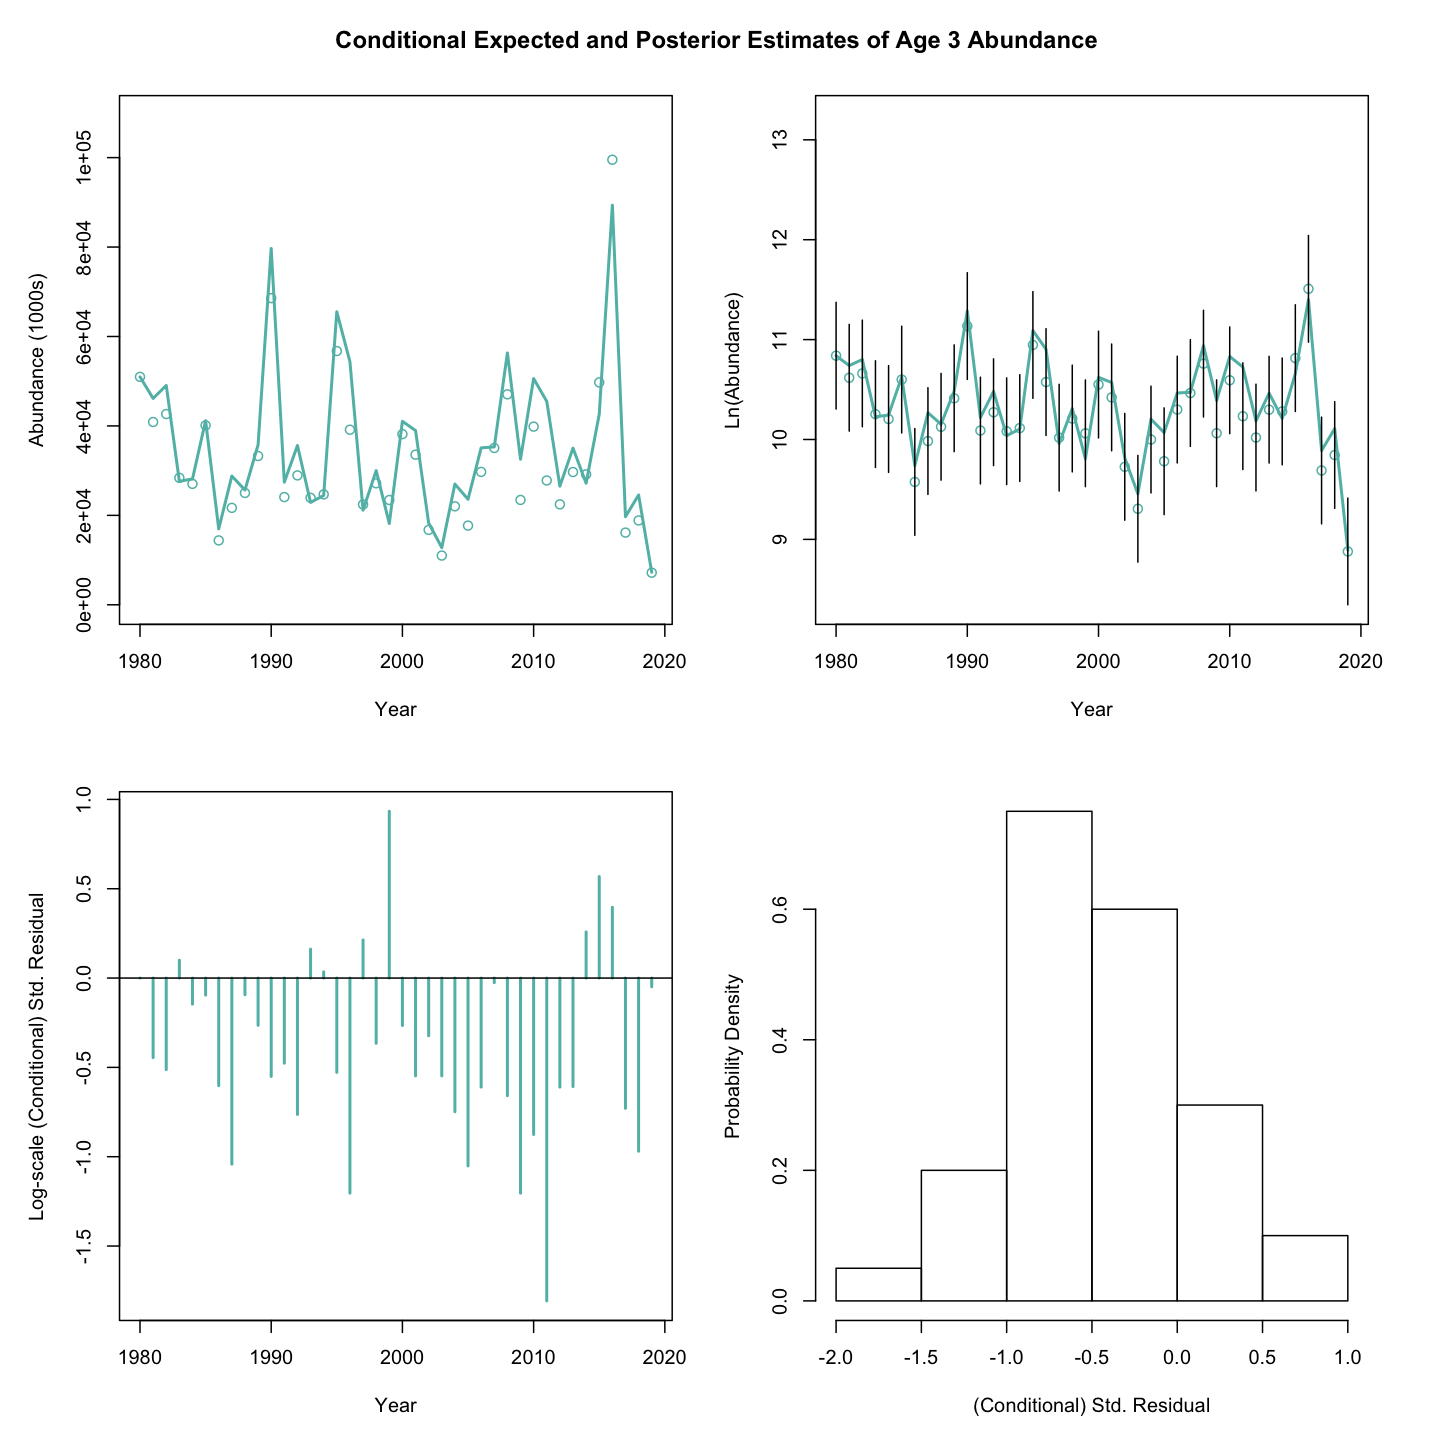 Conditional Expected and Posterior Estimates of Age 3 Abundance
Abundance (1000s)
1e+05
8e+04
6e+04
4e+04
2e+04
0e+00
1980 1990 2000 2010 2020
Year
Ln(Abundance)
13
12
11
10
9
1980 1990 2000 2010 2020
Year
Log-scale (Conditional) Std. Residual
1.0
0.5
0.0
-0.5
-1.0
-1.5
1980 1990 2000 2010 2020
Year
Probability Density
0.6
0.4
0.2
0.0
-2.0 -1.5 -1.0 -0.5 0.0 0.5 1.0
(Conditional) Std. Residual